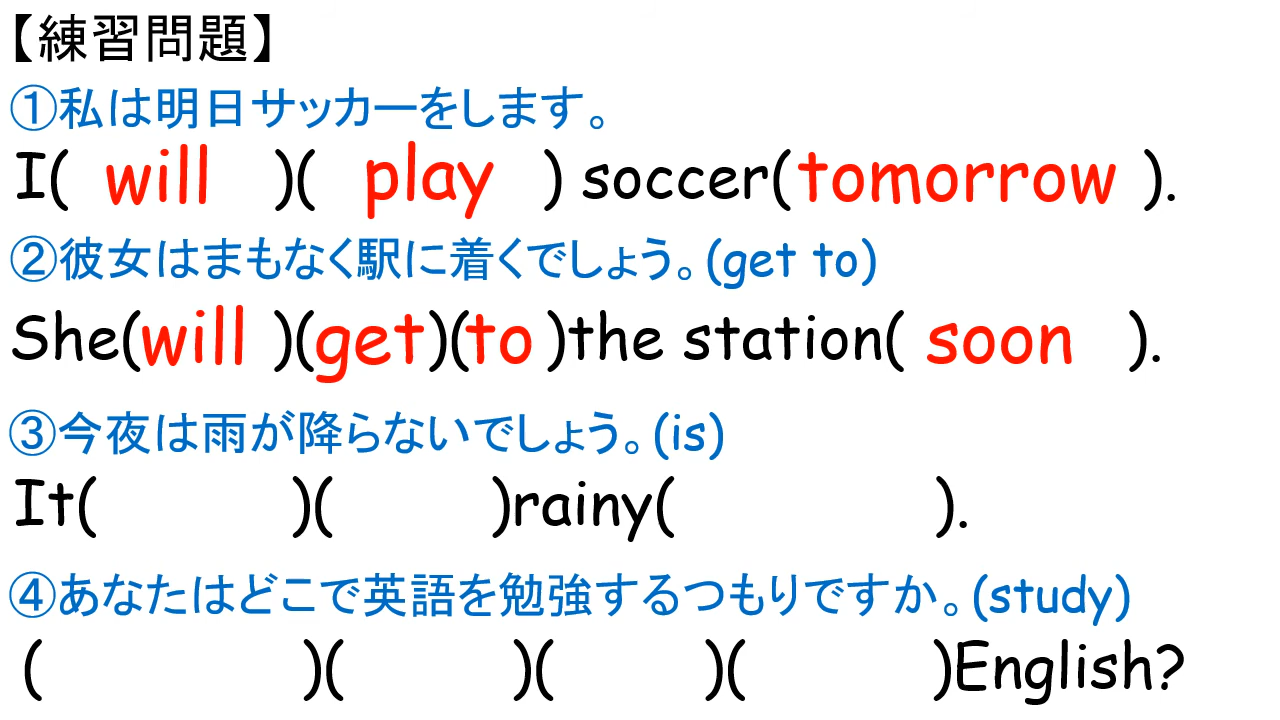 【練習問題】
①私は明日サッカーをします。
I( will )( play ) soccer( tomorrow ).
②彼女はまもなく駅に着くでしょう。(get to)
She( will )( get )( to )the station( soon ).
③今夜は雨が降らないでしょう。(is)
It( )( )rainy( ).
④あなたはどこで英語を勉強するつもりですか。(study)
( )( )( )( )English?